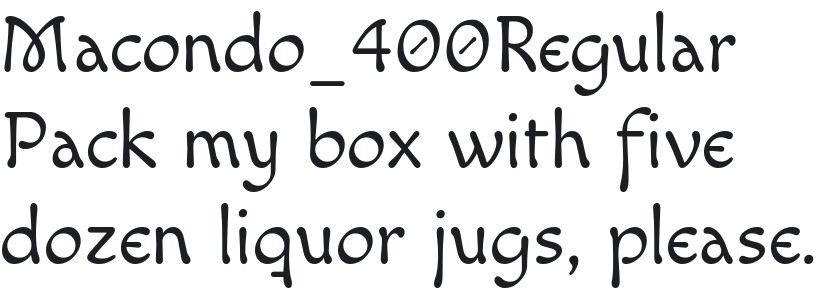 Macondo_400Regular
Pack my box with five
dozen liquor jugs, please.